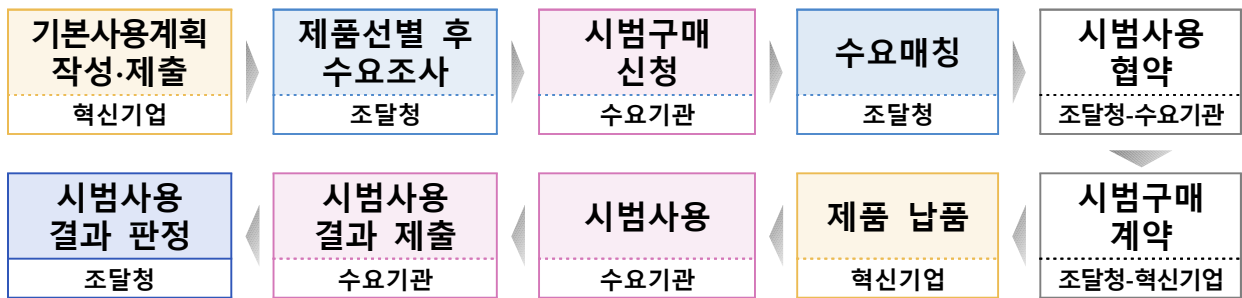 기본사용계획
작성·제출
혁신기업
제품선별 후
수요조사
조달청
시범구매
신청
수요기관
수요매칭
조달청
시범사용
협약
조달청-수요기관
시범구매
계약
조달청-혁신기업
제품 납품
혁신기업
시범사용
수요기관
시범사용
결과 제출
수요기관
시범사용
결과 판정
조달청